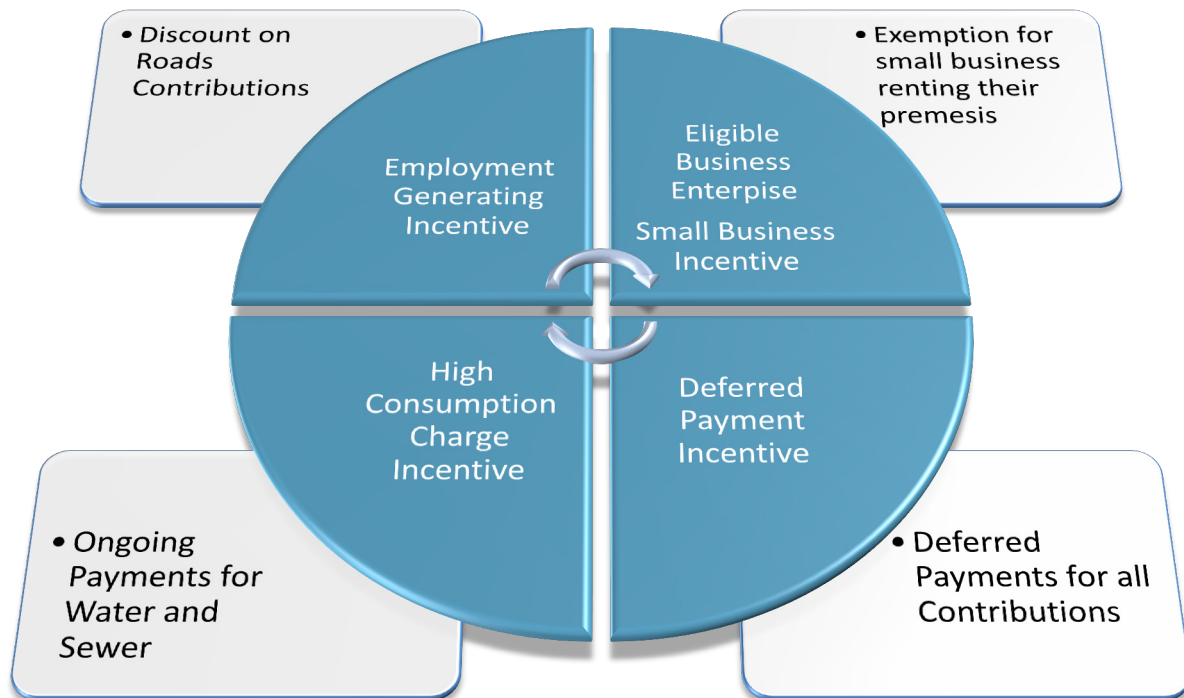 • Discount on
Roads
Contributions
Employment
Generating
Incentive
Eligible
Business
Enterpise
Small Business
Incentive
• Exemption for
small business
renting their
premesis
High
Consumption
Charge
Incentive
• Ongoing
Payments for
Water and
Sewer
Deferred
Payment
Incentive
• Deferred
Payments for all
Contributions